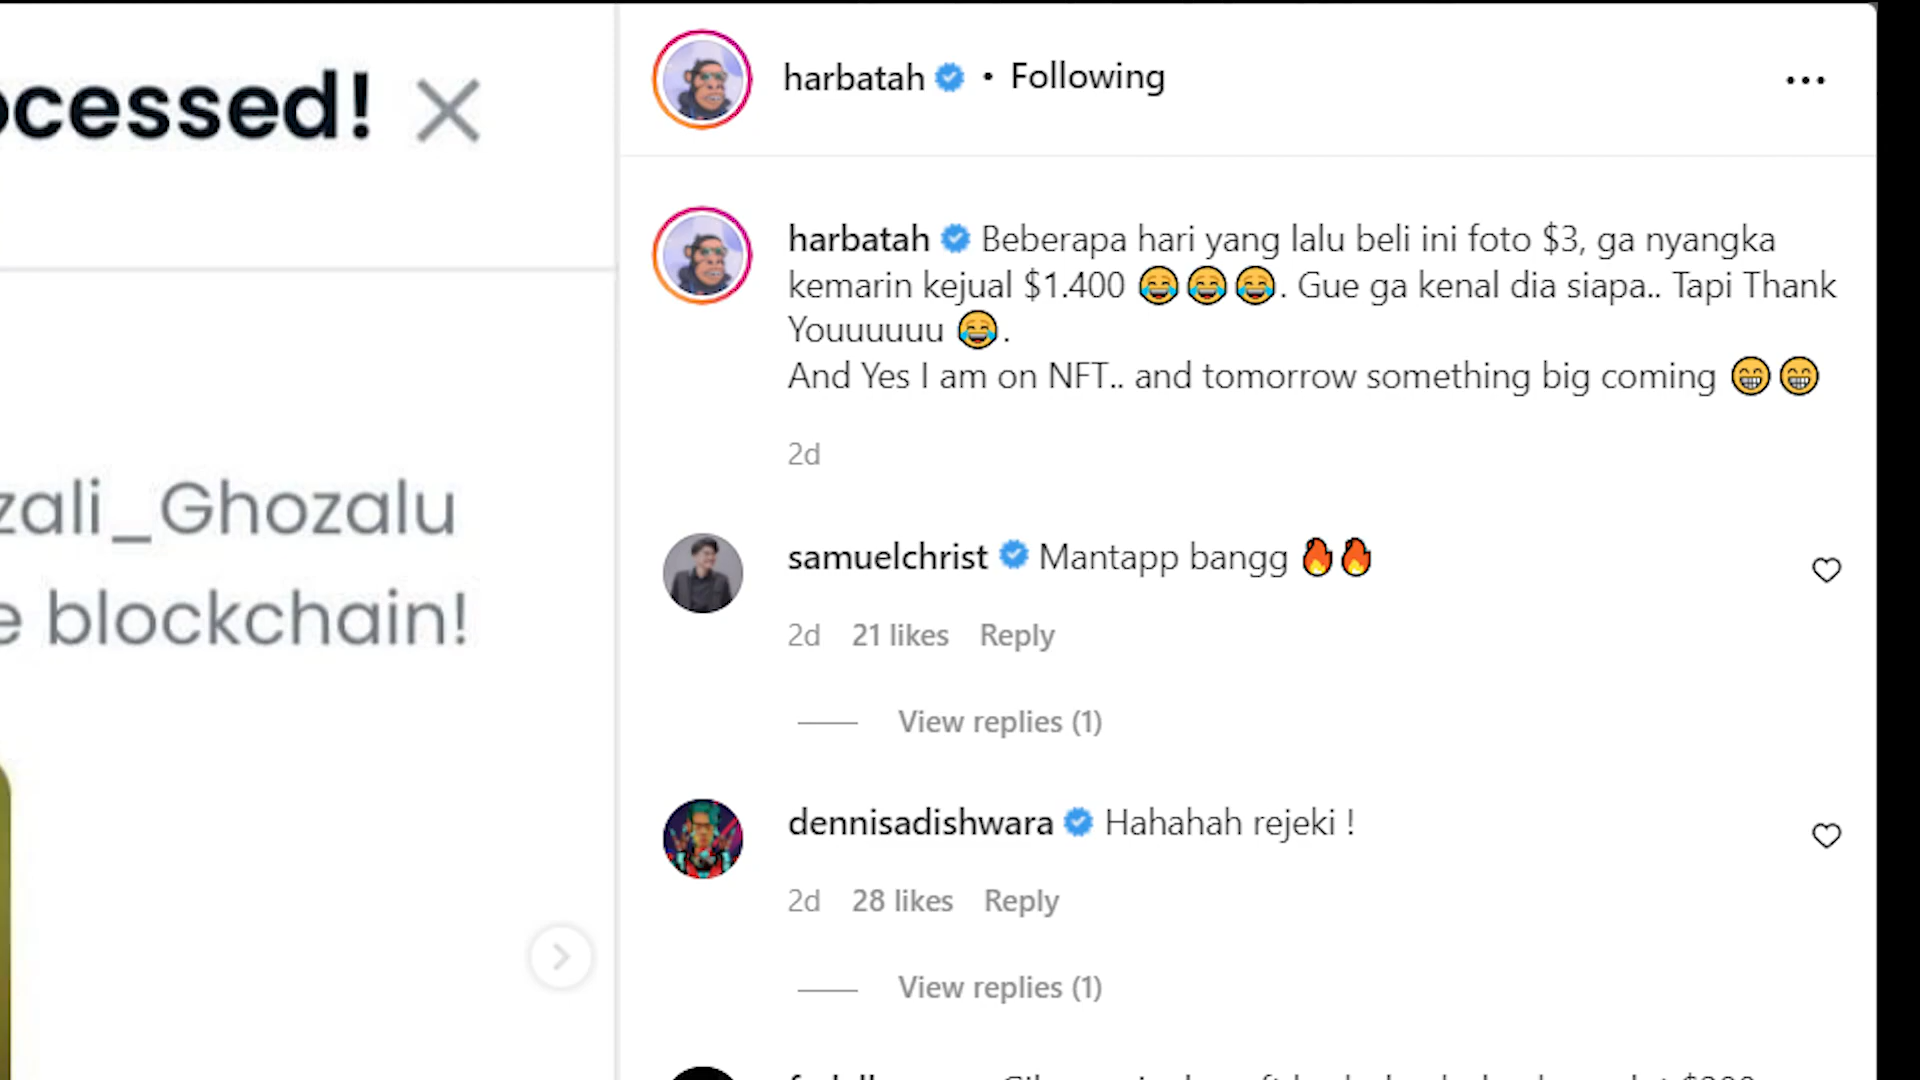 ocessed!
zali_Ghozalu
e blockchain!
harbatah • Following
harbatah Beberapa hari yang lalu beli ini foto $3, ga nyangka
kemarin kejual $1.400 😂😂😂. Gue ga kenal dia siapa.. Tapi Thank
Youuuuuu 😂.
And Yes I am on NFT.. and tomorrow something big coming 😁😁
2d
samuelchrist Mantapp bangg 🔥🔥
2d 21 likes Reply
View replies (1)
dennisadishwara Hahahah rejeki !
2d 28 likes Reply
View replies (1)